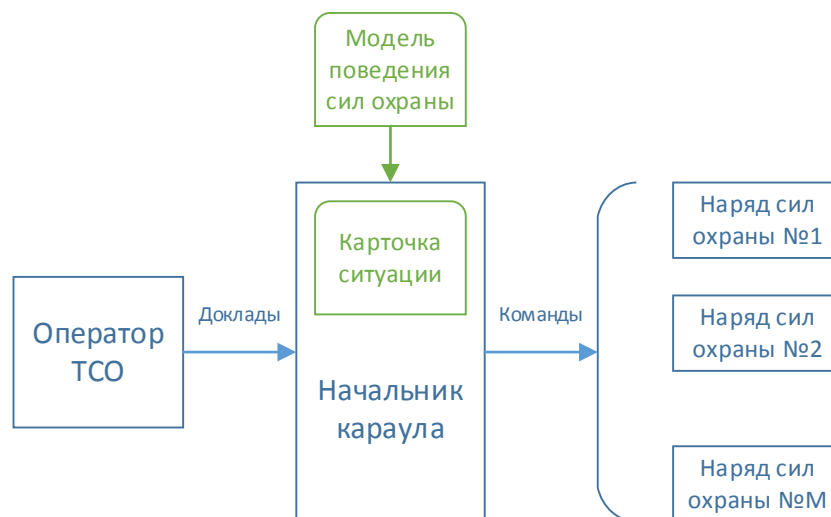 Модель
поведения
сил охраны
Карточка
ситуации
Оператор
ТСО
Доклады
Начальник
караула
Команды
Наряд сил
охраны №1
Наряд сил
охраны №2
Наряд сил
охраны №М